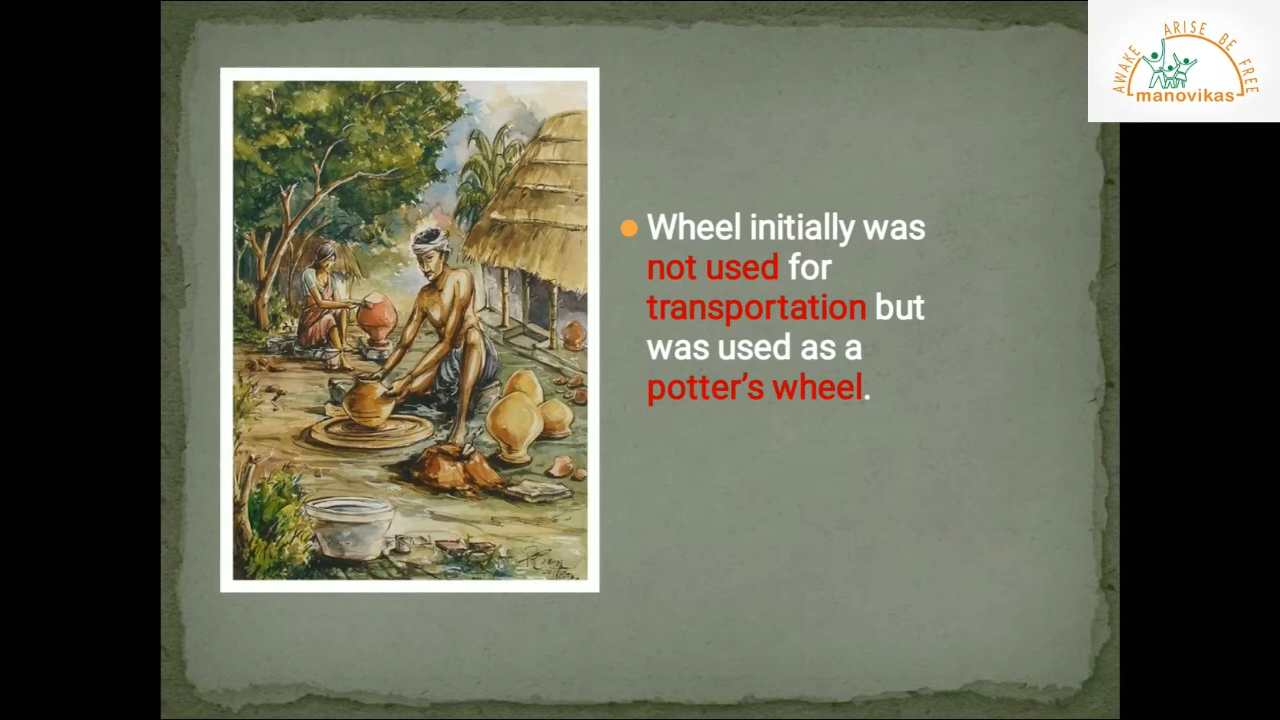 AWAKE ARISE BE FREE
manovikas
Wheel initially was
not used for
transportation but
was used as a
potter’s wheel.